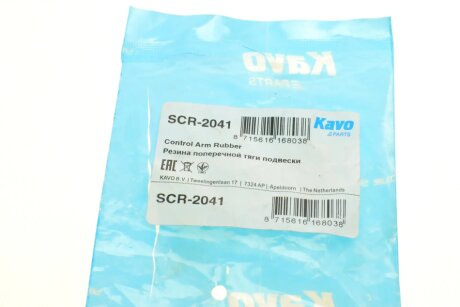 Kavo
PARTS
SCR-2041
8 715616 168038
Kavo
PARTS
Control Arm Rubber
Резина поперечной тяги подвески
EAC
KAVO B.V. | Tweelingenlaan 17 | 7324 AP | Apeldoorn | The Netherlands
SCR-2041
8 715616 168038